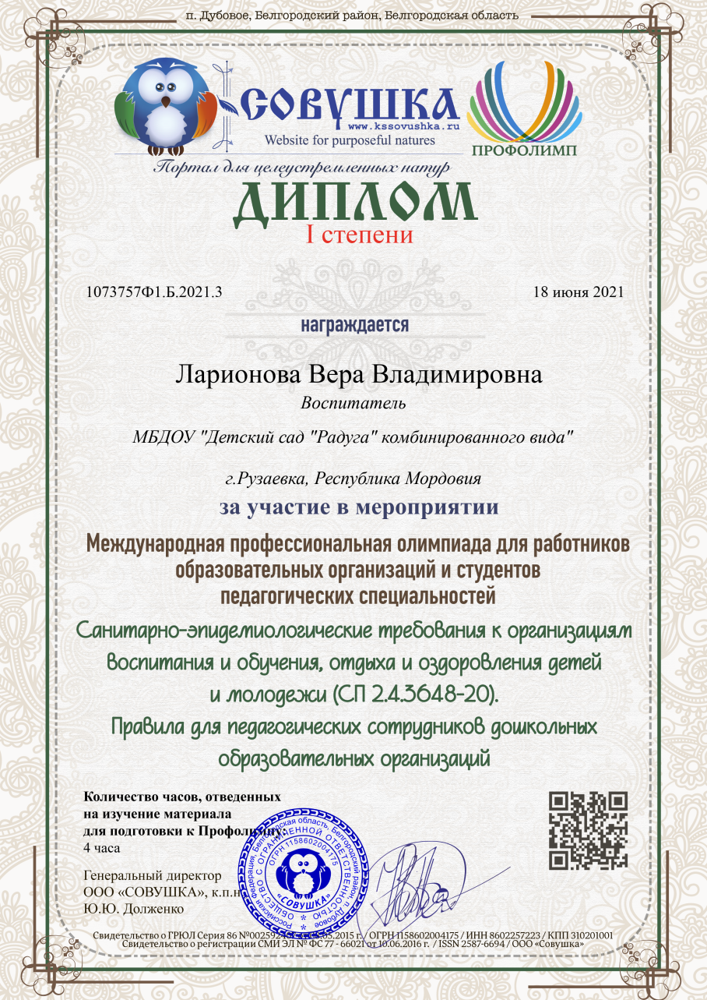 п. Дубовое, Белгородский район, Белгородская область
СОВУШКА
www.kssovushka.ru
Website for purposeful natures
ПРОФОЛИМП
Портал для целеустремленных натур
ДИПЛОМ
I степени
1073757Ф1.Б.2021.3
18 июня 2021
награждается
Ларионова Вера Владимировна
Воспитатель
МБДОУ "Детский сад "Радуга" комбинированного вида"
г.Рузаевка, Республика Мордовия
за участие в мероприятии
Международная профессиональная олимпиада для работников
образовательных организаций и студентов
педагогических специальностей
Санитарно-эпидемиологические требования к организациям
воспитания и обучения, отдыха и оздоровления детей
и молодежи (СП 2.4.3648-20).
Правила для педагогических сотрудников дошкольных
образовательных организаций
Количество часов, отведенных
на изучение материала
для подготовки к Профолимпу:
4 часа
Генеральный директор
ООО «СОВУШКА», к.п.н
Ю.Ю. Долженко
Российская Федерация, Белгородская область, Белгородский район, п. Дубовое
ОБЩЕСТВО С ОГРАНИЧЕННОЙ ОТВЕТСТВЕННОСТЬЮ
ОГРН 1158602004175
«СОВУШКА»
Свидетельство о ГРЮЛ Серия 86 .05.2015 г. / ОГРН 1158602004175 / ИНН 8602257223 / КПП 310201001
Свидетельство о регистрации СМИ ЭЛ № ФС 77 - 66021 от 10.06.2016 г. / ISSN 2587-6694 / ООО «Совушка»